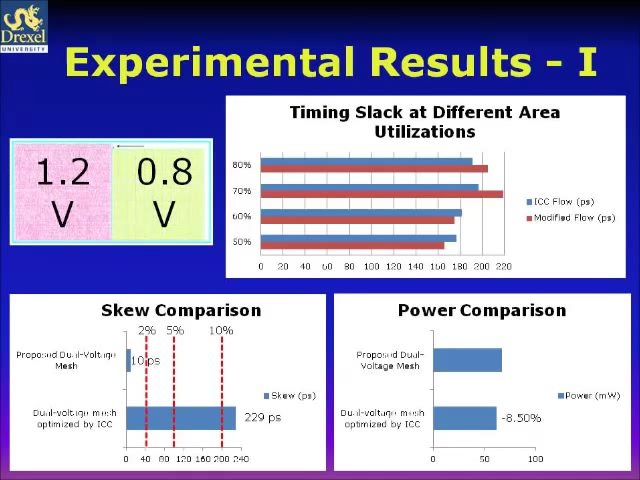 Drexel
UNIVERSITY
Experimental Results - I
1.2
V
0.8
V
Timing Slack at Different Area
Utilizations
80%
70%
60%
50%
0 20 40 60 80 100 120 140 160 180 200 220
ICC Flow (ps)
Modified Flow (ps)
Skew Comparison
2% 5% 10%
Proposed Dual-Voltage
Mesh
10 ps
Dual-voltage mesh
optimized by ICC
229 ps
Skew (ps)
0 40 80 120 160 200 240
Power Comparison
Proposed Dual-
Voltage Mesh
Dual-voltage mesh
optimized by ICC
-8.50%
Power (mW)
0 50 100